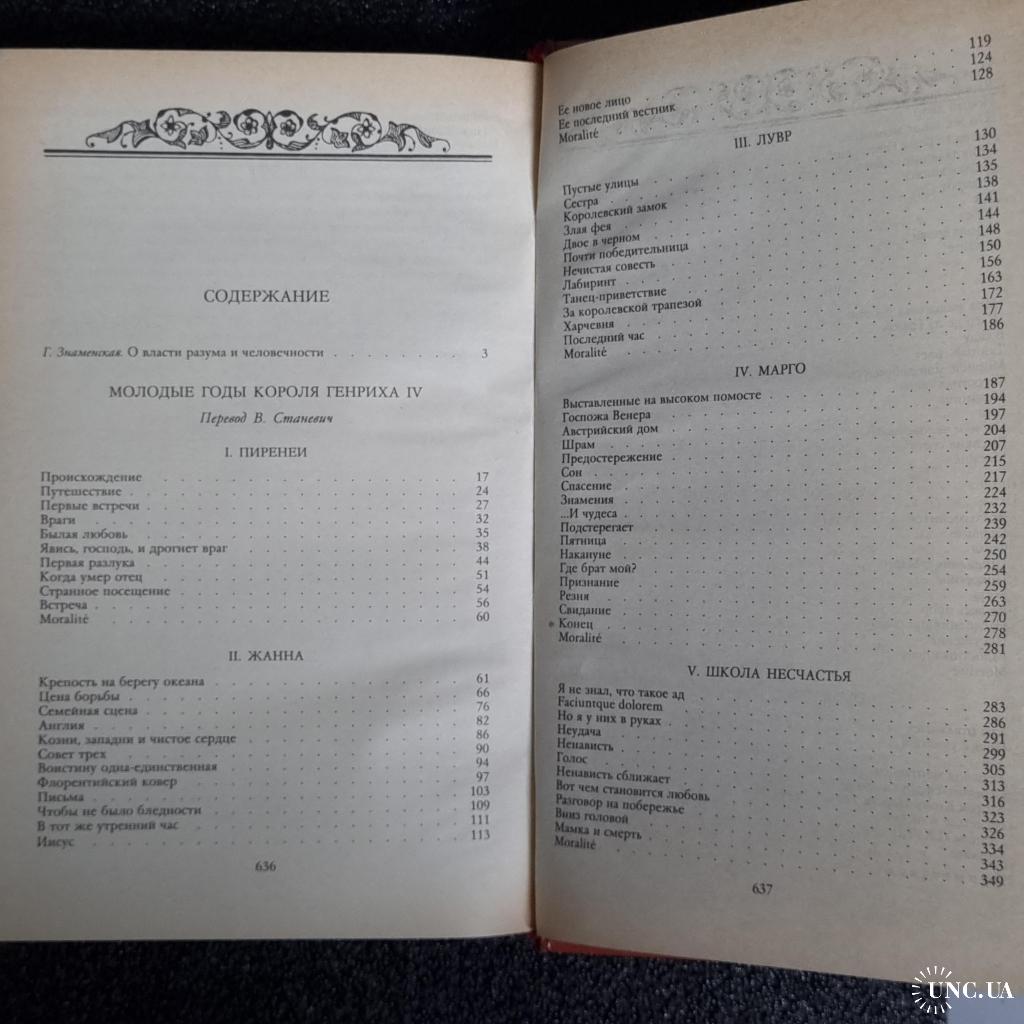 СОДЕРЖАНИЕ
Г. Знаменская. О власти разума и человечности . . . . . . . . 3
МОЛОДЫЕ ГОДЫ КОРОЛЯ ГЕНРИХА IV
Перевод В. Станевич
I. ПИРЕНЕИ
Происхождение 17
Путешествие 24
Первые встречи 27
Враги 32
Былая любовь 35
Явись, господь, и дрогнет враг 38
Первая разлука 44
Когда умер отец 51
Странное посещение 54
Встреча 56
Moralité 60
II. ЖАННА
Крепость на берегу океана 61
Цена борьбы 66
Семейная сцена 76
Англия 82
Козни, западни и чистое сердце 86
Совет трех 90
Воистину одна-единственная 94
Флорентийский ковер 97
Письма 103
Чтобы не было бледности 109
В тот же утренний час 111
Иисус 113
636
Ее новое лицо 119
Ее последний вестник 124
Moralité 128
III. ЛУВР
Пустые улицы 130
Сестра 134
Королевский замок 135
Злая фея 138
Двое в черном 141
Почти победительница 144
Нечистая совесть 148
Лабиринт 150
Танец-приветствие 156
За королевской трапезой 163
Харчевня 172
Последний час 177
Moralité 186
IV. МАРГО
Выставленные на высоком помосте 187
Госпожа Венера 194
Австрийский дом 197
Шрам 204
Предостережение 207
Сон 215
Спасение 217
Знамения 224
...И чудеса 232
Подстерегает 239
Пятница 242
Накануне 250
Где брат мой? 254
Признание 259
Резня 263
Свидание 270
Конец 278
Moralité 281
V. ШКОЛА НЕСЧАСТЬЯ
Я не знал, что такое ад 283
Faciuntque dolorem 286
Но я у них в руках 291
Неудача 299
Ненависть 305
Голос 313
Ненависть сближает 316
Вот чем становится любовь 323
Разговор на побережье 326
Вниз головой 334
Мамка и смерть 343
Moralité 349
637
UNC.UA